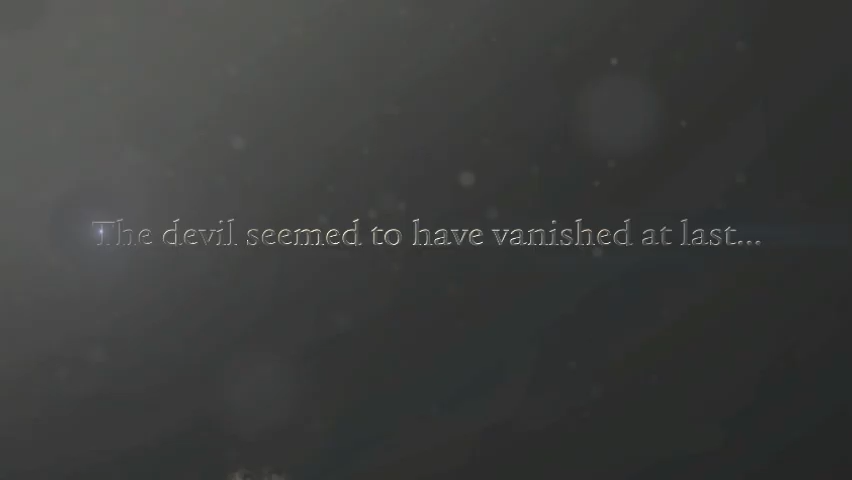 The devil seemed to have vanished at last...